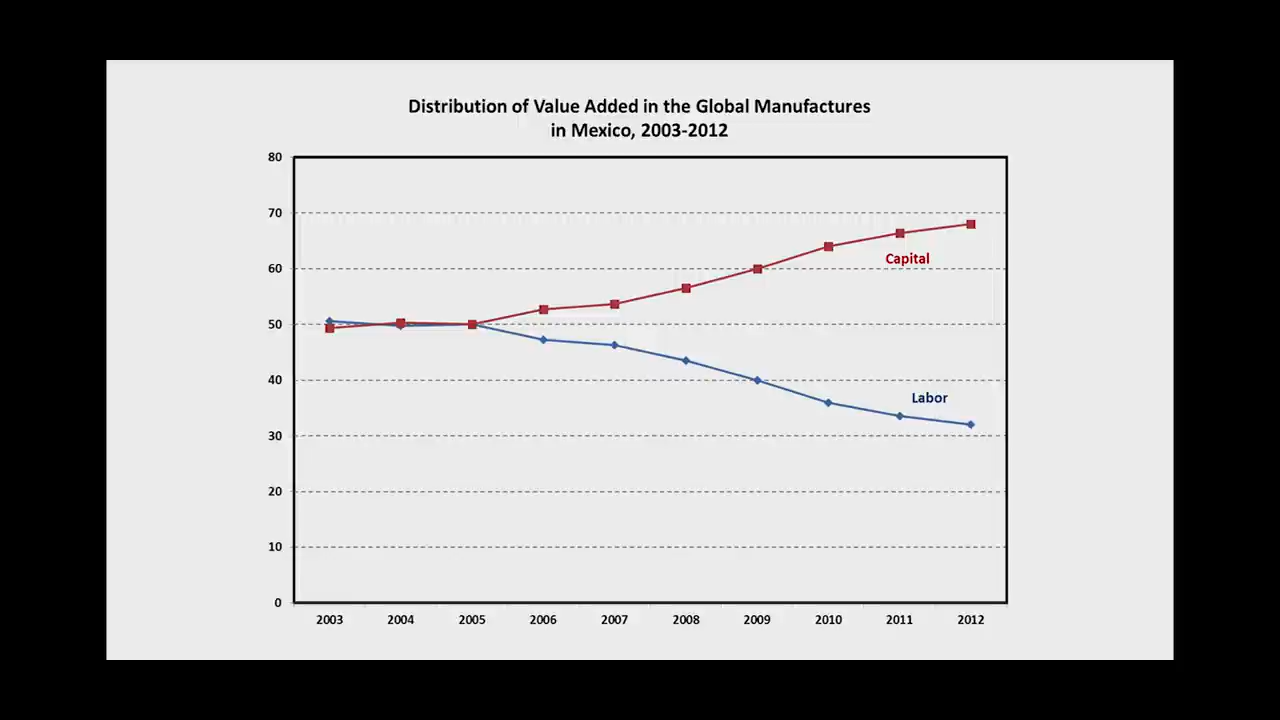 Distribution of Value Added in the Global Manufactures
in Mexico, 2003-2012
80
70
60
50
40
30
20
10
0
Capital
Labor
2003 2004 2005 2006 2007 2008 2009 2010 2011 2012